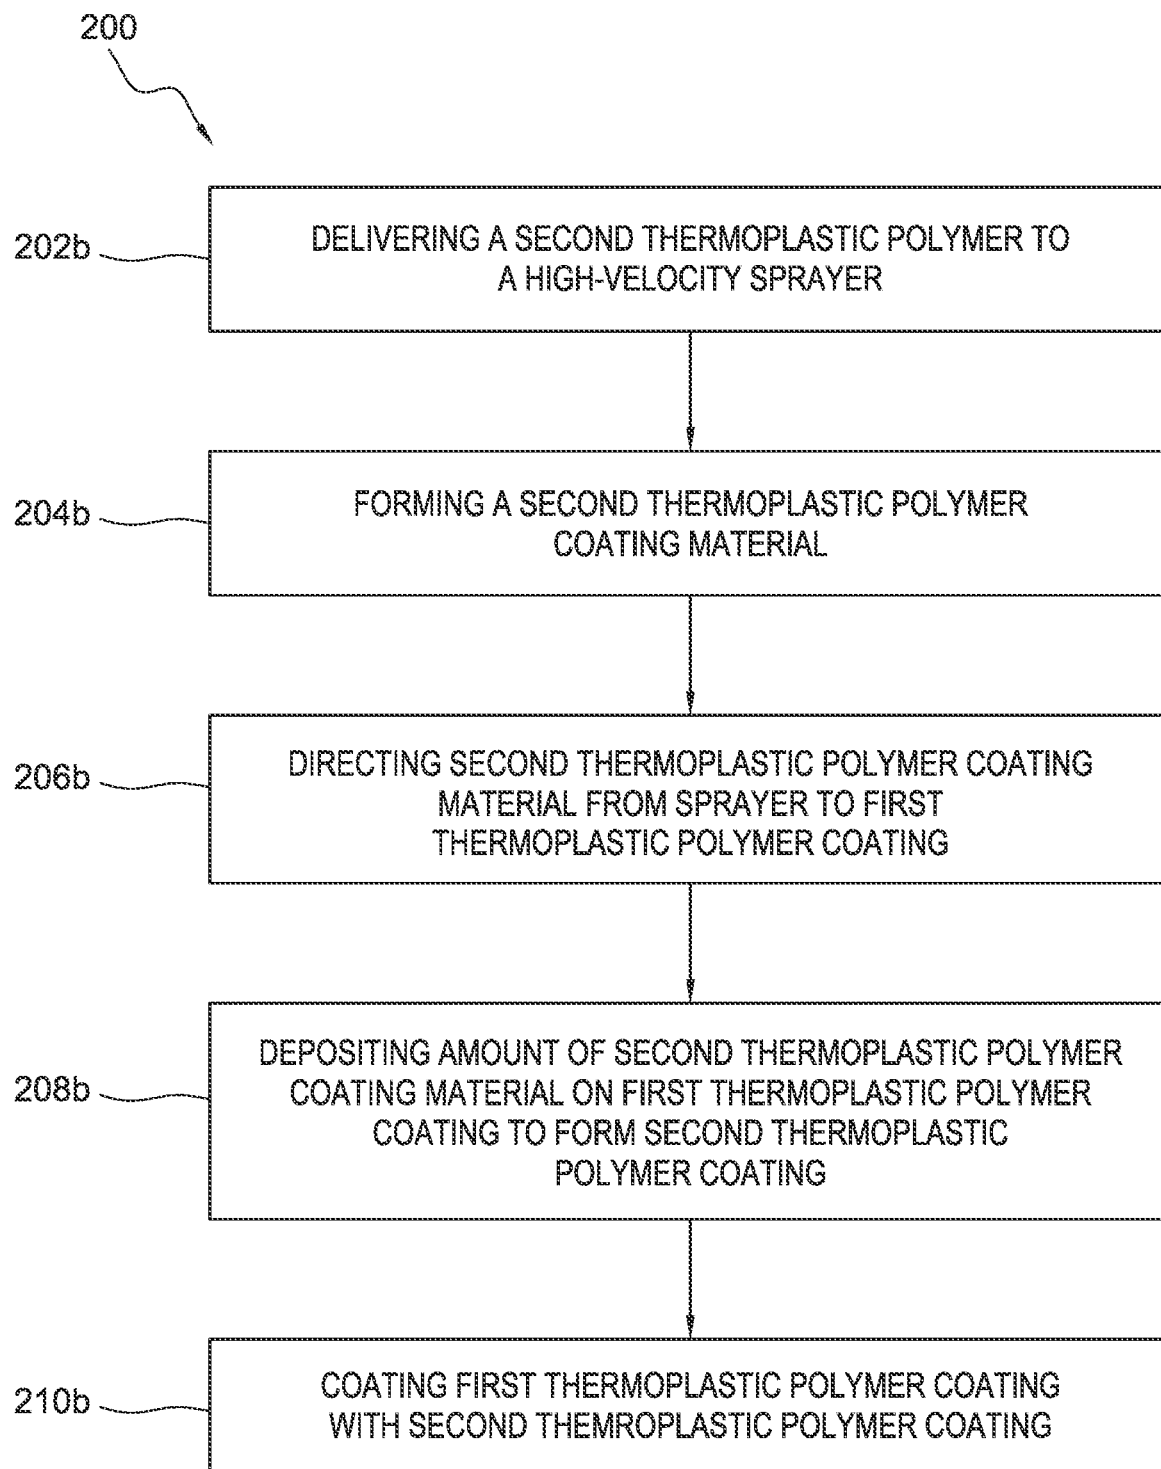 200
202b
DELIVERING A SECOND THERMOPLASTIC POLYMER TO
A HIGH-VELOCITY SPRAYER
204b
FORMING A SECOND THERMOPLASTIC POLYMER
COATING MATERIAL
206b
DIRECTING SECOND THERMOPLASTIC POLYMER COATING
MATERIAL FROM SPRAYER TO FIRST
THERMOPLASTIC POLYMER COATING
208b
DEPOSITING AMOUNT OF SECOND THERMOPLASTIC POLYMER
COATING MATERIAL ON FIRST THERMOPLASTIC POLYMER
COATING TO FORM SECOND THERMOPLASTIC
POLYMER COATING
210b
COATING FIRST THERMOPLASTIC POLYMER COATING
WITH SECOND THEMROPLASTIC POLYMER COATING